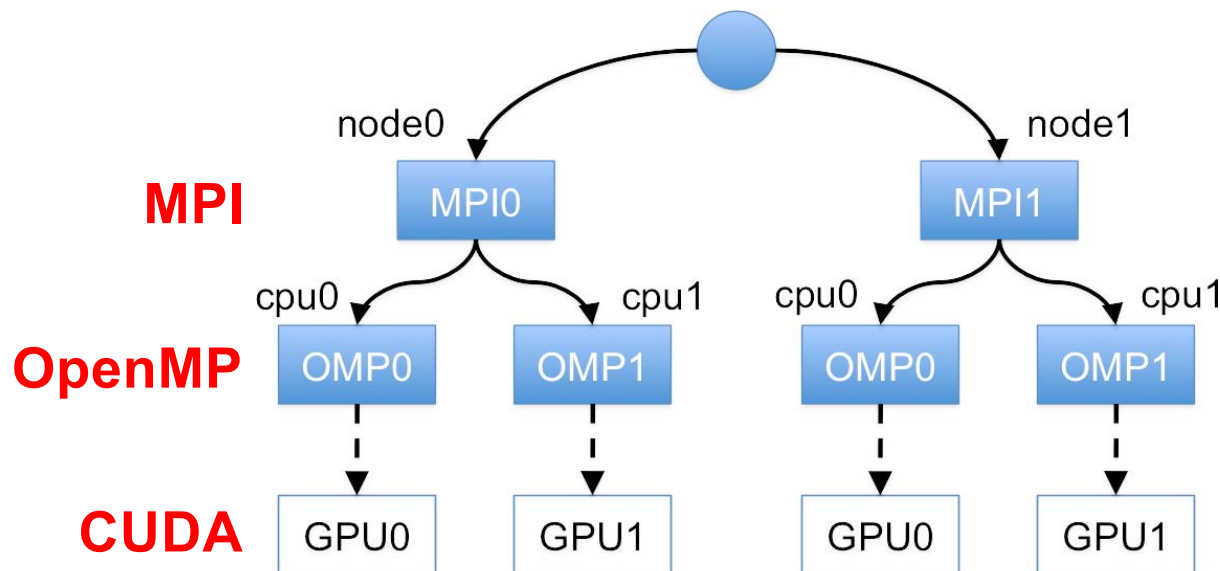 node0 node1
MPI MPI0 MPI1
cpu0 cpu1 cpu0 cpu1
OpenMP OMP0 OMP1 OMP0 OMP1
CUDA GPU0 GPU1 GPU0 GPU1